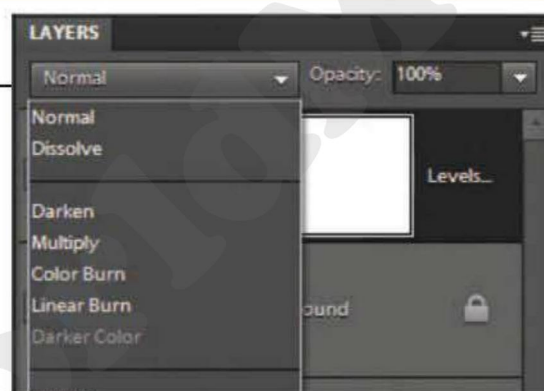 LAYERS
Normal
Opacity: 100%
Normal
Dissolve
Levels...
Darken
Multiply
Color Burn
Linear Burn
Darker Color